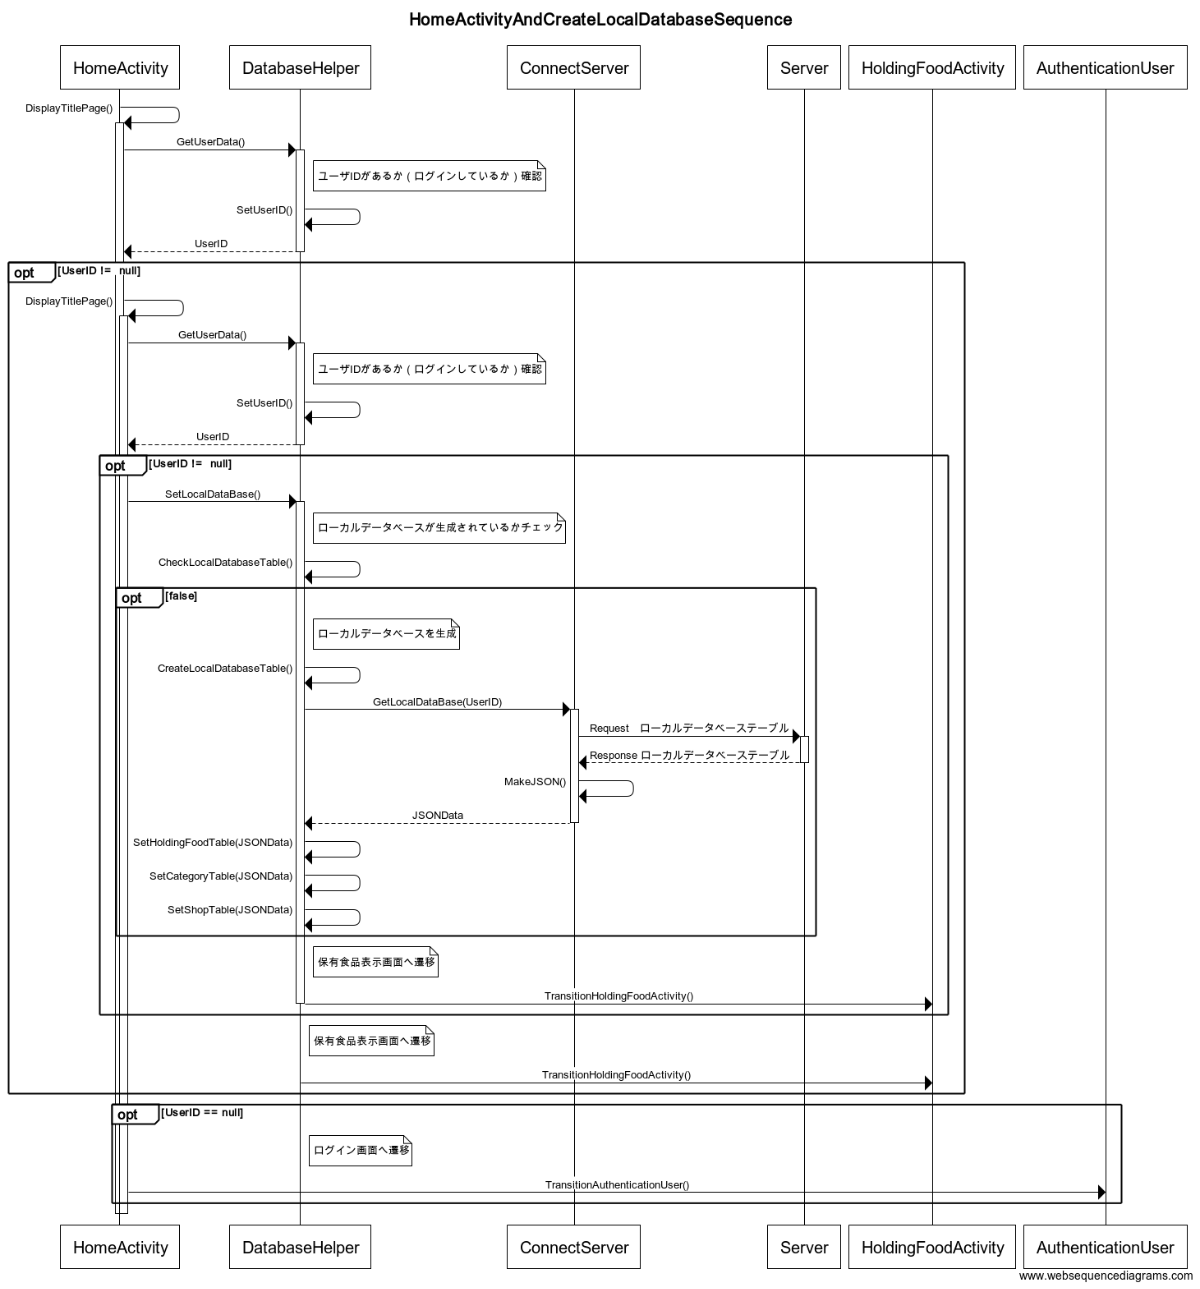 HomeActivityAndCreateLocalDatabaseSequence
HomeActivity
DatabaseHelper
ConnectServer
Server
HoldingFoodActivity
AuthenticationUser
DisplayTitlePage()
GetUserData()
ユーザIDがあるか（ログインしているか）確認
SetUserID()
UserID
opt [UserID != null]
DisplayTitlePage()
GetUserData()
ユーザIDがあるか（ログインしているか）確認
SetUserID()
UserID
opt [UserID != null]
SetLocalDataBase()
ローカルデータベースが生成されているかチェック
CheckLocalDatabaseTable()
opt [false]
ローカルデータベースを生成
CreateLocalDatabaseTable()
GetLocalDataBase(UserID)
Request　ローカルデータベーステーブル
Response ローカルデータベーステーブル
MakeJSON()
JSONData
SetHoldingFoodTable(JSONData)
SetCategoryTable(JSONData)
SetShopTable(JSONData)
保有食品表示画面へ遷移
TransitionHoldingFoodActivity()
保有食品表示画面へ遷移
TransitionHoldingFoodActivity()
opt [UserID == null]
ログイン画面へ遷移
TransitionAuthenticationUser()
HomeActivity
DatabaseHelper
ConnectServer
Server
HoldingFoodActivity
AuthenticationUser
www.websequencediagrams.com